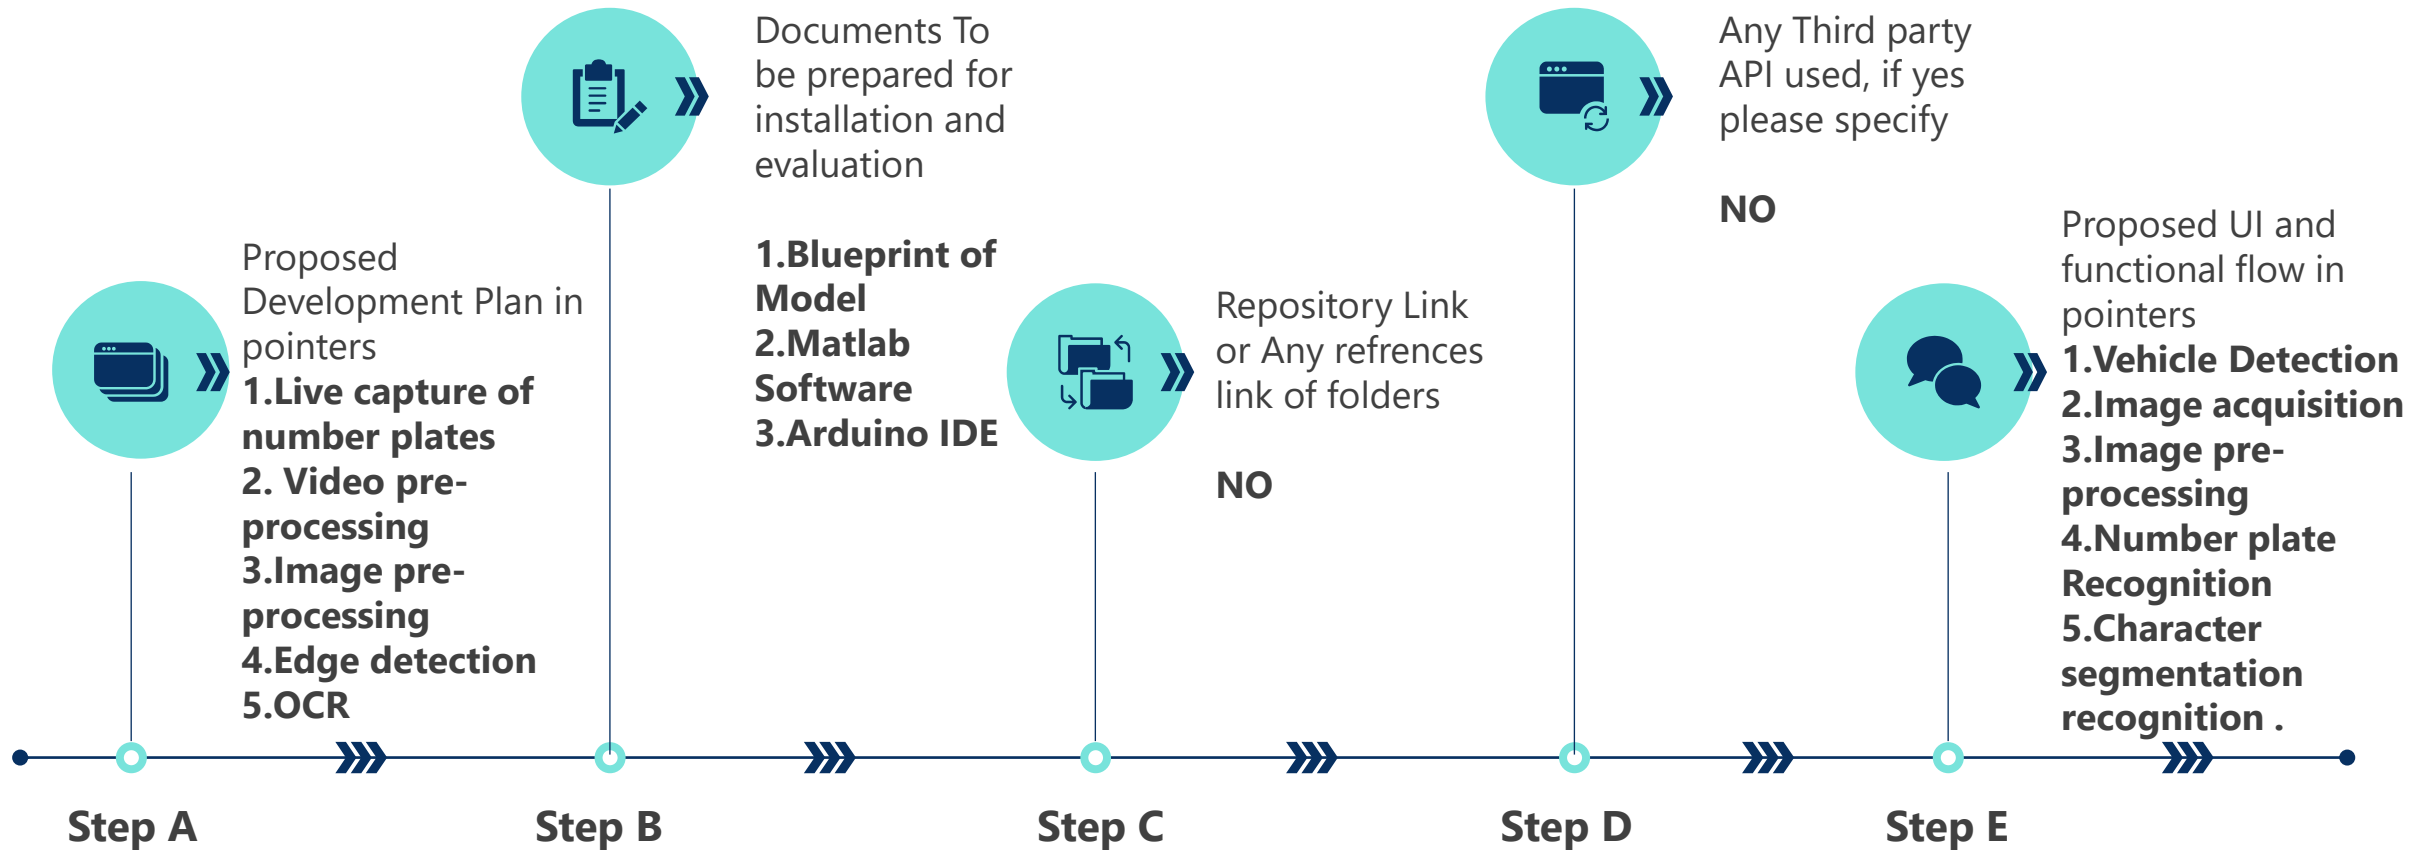 Proposed
Development Plan in
pointers
1.Live capture of
number plates
2. Video pre-
processing
3.Image pre-
processing
4.Edge detection
5.OCR
Step A
Documents To
be prepared for
installation and
evaluation
1.Blueprint of
Model
2.Matlab
Software
3.Arduino IDE
Step B
Repository Link
or Any refrences
link of folders
NO
Step C
Any Third party
API used, if yes
please specify
NO
Step D
Proposed UI and
functional flow in
pointers
1.Vehicle Detection
2.Image acquisition
3.Image pre-
processing
4.Number plate
Recognition
5.Character
segmentation
recognition .
Step E